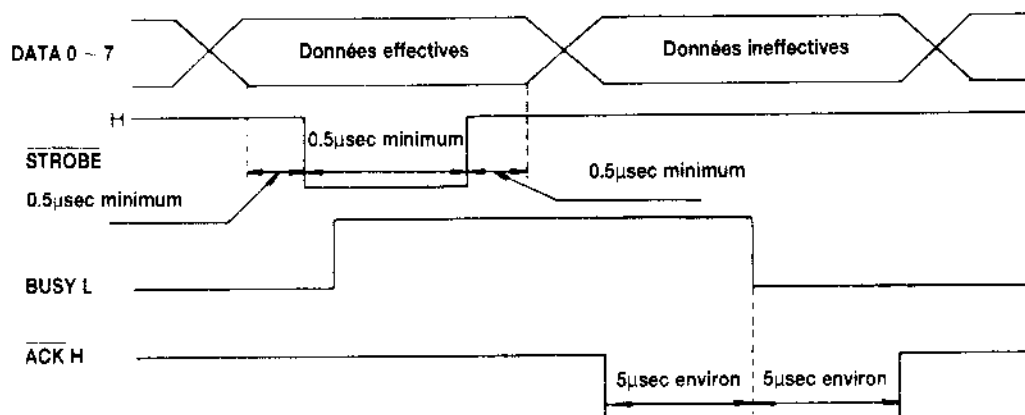 DATA 0 ~ 7
Données effectives
Données ineffectives
H
0.5µsec minimum
STROBE
0.5µsec minimum
0.5µsec minimum
BUSY L
ACK H
5µsec environ
5µsec environ